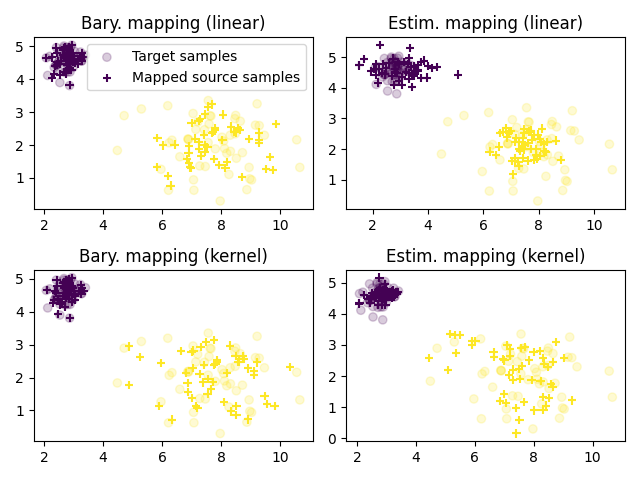 Bary. mapping (linear)
Estim. mapping (linear)
Target samples
Mapped source samples
5
4
3
2
1
2 4 6 8 10
5
4
3
2
1
2 4 6 8 10
Bary. mapping (kernel)
Estim. mapping (kernel)
5
4
3
2
1
2 4 6 8 10
5
4
3
2
1
0
2 4 6 8 10